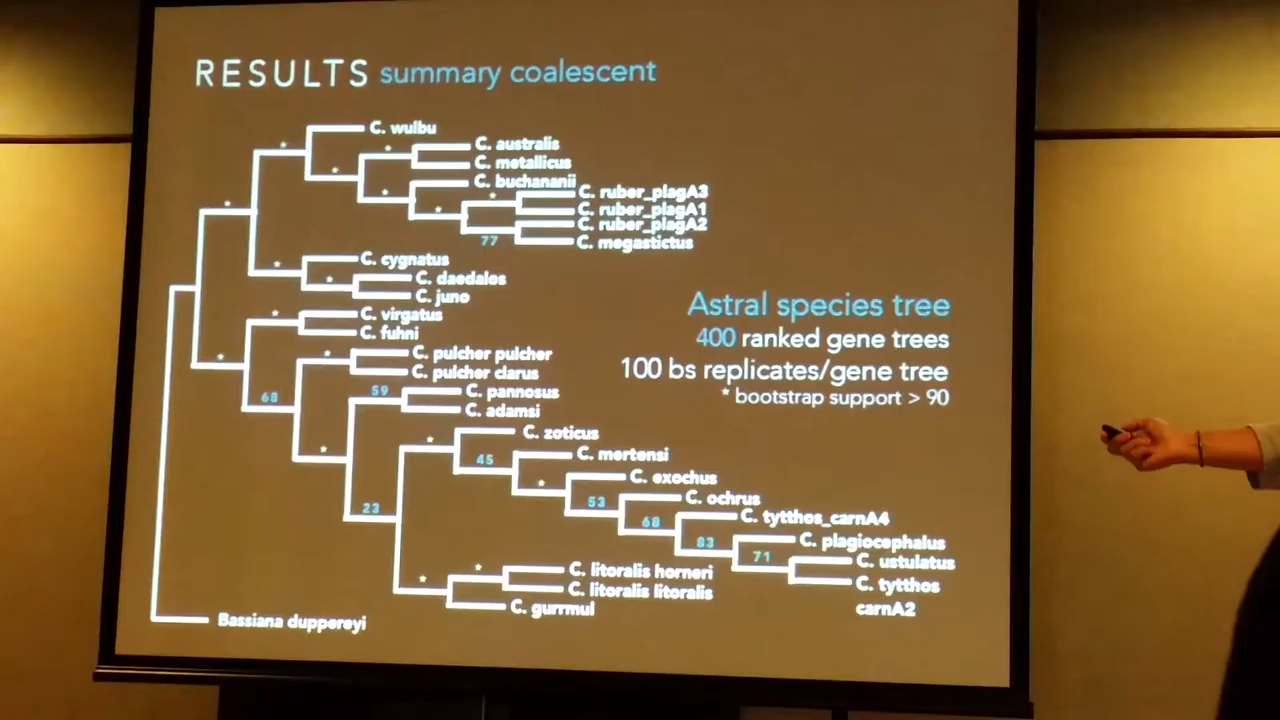 RESULTS summary coalescent
C. wulbu
C. australis
C. metallicus
C. buchananii
C. ruber_plagA3
C. ruber_plagA1
C. ruber_plagA2
C. megastictus
77
C. cygnatus
C. daedalos
C. juno
C. virgatus
C. fuhni
Astral species tree
400 ranked gene trees
100 bs replicates/gene tree
* bootstrap support > 90
C. pulcher pulcher
C. pulcher clarus
68
59
C. pannosus
C. adamsi
C. zoticus
45
C. mertensi
C. exochus
53
C. ochrus
23
68
C. tytthos_carnA4
83
C. plagiocephalus
71
C. ustulatus
C. tytthos
carnA2
C. litoralis horneri
C. litoralis litoralis
C. gurrmul
Bassiana duppereyi